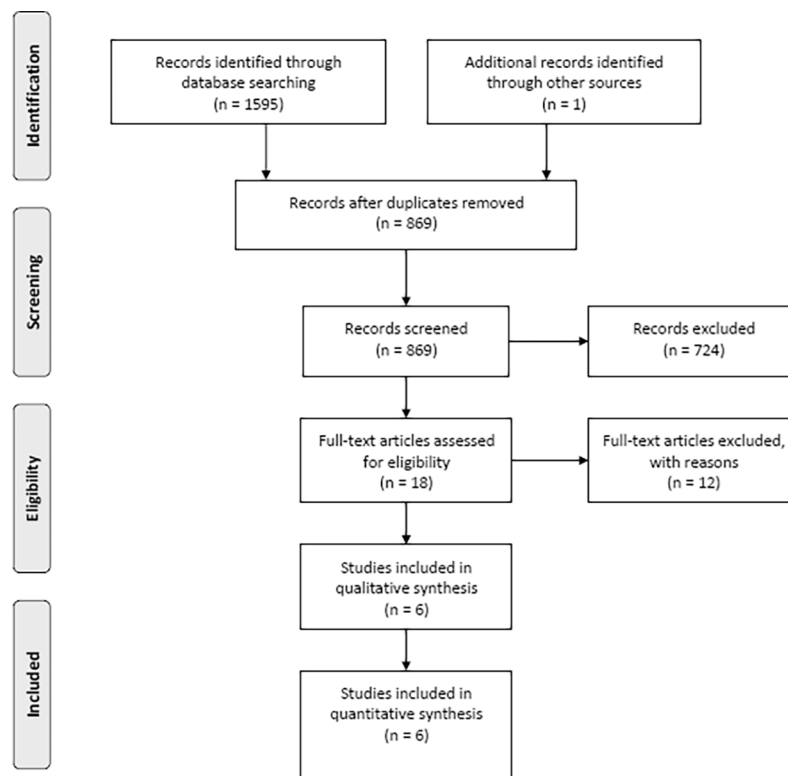 Identification
Records identified through
database searching
(n = 1595)
Additional records identified
through other sources
(n = 1)
Records after duplicates removed
(n = 869)
Screening
Records screened
(n = 869)
Records excluded
(n = 724)
Eligibility
Full-text articles assessed
for eligibility
(n = 18)
Full-text articles excluded,
with reasons
(n = 12)
Studies included in
qualitative synthesis
(n = 6)
Included
Studies included in
quantitative synthesis
(n = 6)